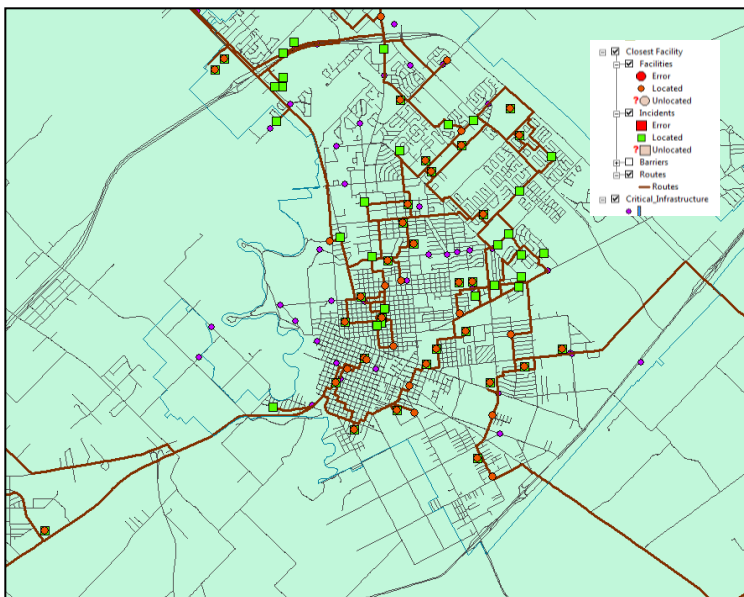 Closest Facility
Facilities
Error
Located
? Unlocated
Incidents
Error
Located
? Unlocated
Barriers
Routes
Routes
Critical_Infrastructure